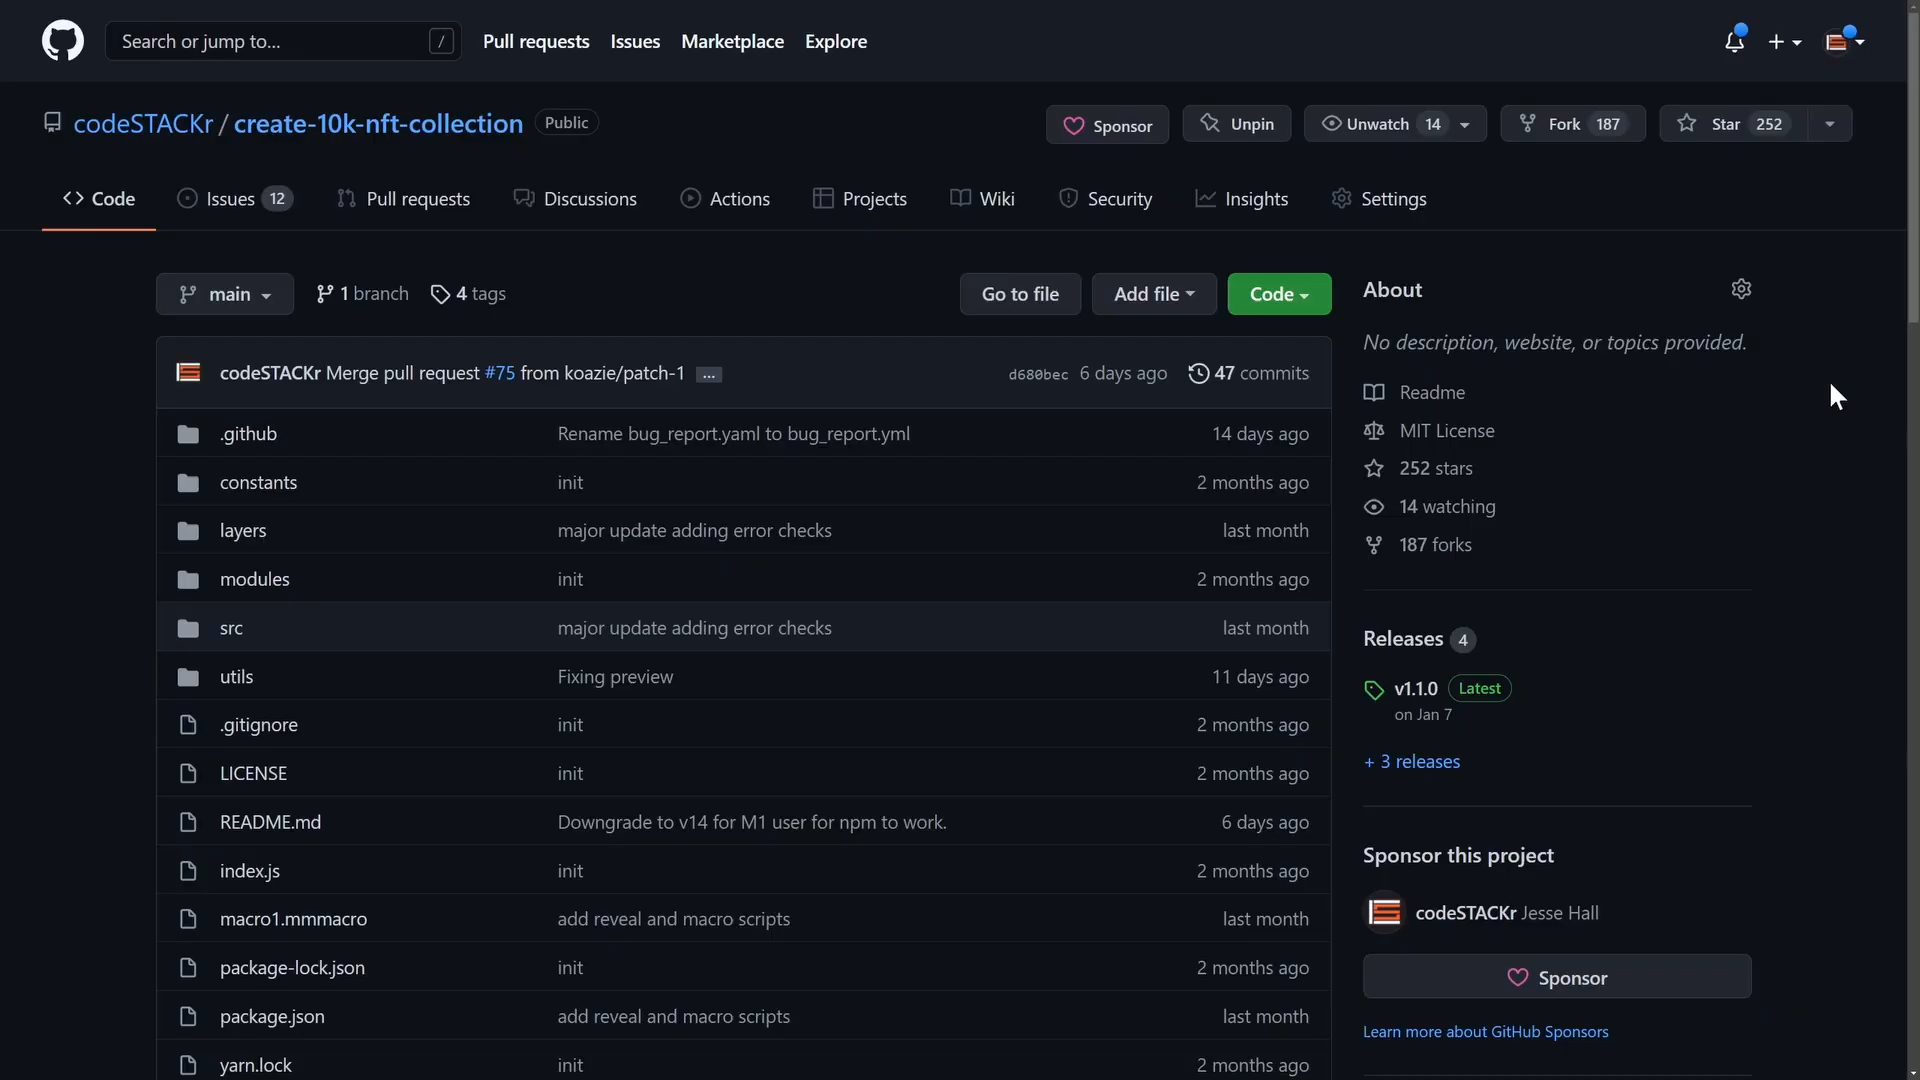 Search or jump to... / Pull requests Issues Marketplace Explore
codeSTACKr / create-10k-nft-collection Public Sponsor Unpin Unwatch 14 Fork 187 Star 252
<> Code Issues 12 Pull requests Discussions Actions Projects Wiki Security Insights Settings
main 1 branch 4 tags Go to file Add file Code
codeSTACKr Merge pull request #75 from koazie/patch-1 ... d680bec 6 days ago 47 commits
.github Rename bug_report.yaml to bug_report.yml 14 days ago
constants init 2 months ago
layers major update adding error checks last month
modules init 2 months ago
src major update adding error checks last month
utils Fixing preview 11 days ago
.gitignore init 2 months ago
LICENSE init 2 months ago
README.md Downgrade to v14 for M1 user for npm to work. 6 days ago
index.js init 2 months ago
macro1.mmmacro add reveal and macro scripts last month
package-lock.json init 2 months ago
package.json add reveal and macro scripts last month
yarn.lock init 2 months ago
About
No description, website, or topics provided.
Readme
MIT License
252 stars
14 watching
187 forks
Releases 4
v1.1.0 Latest
on Jan 7
+ 3 releases
Sponsor this project
codeSTACKr Jesse Hall
Sponsor
Learn more about GitHub Sponsors